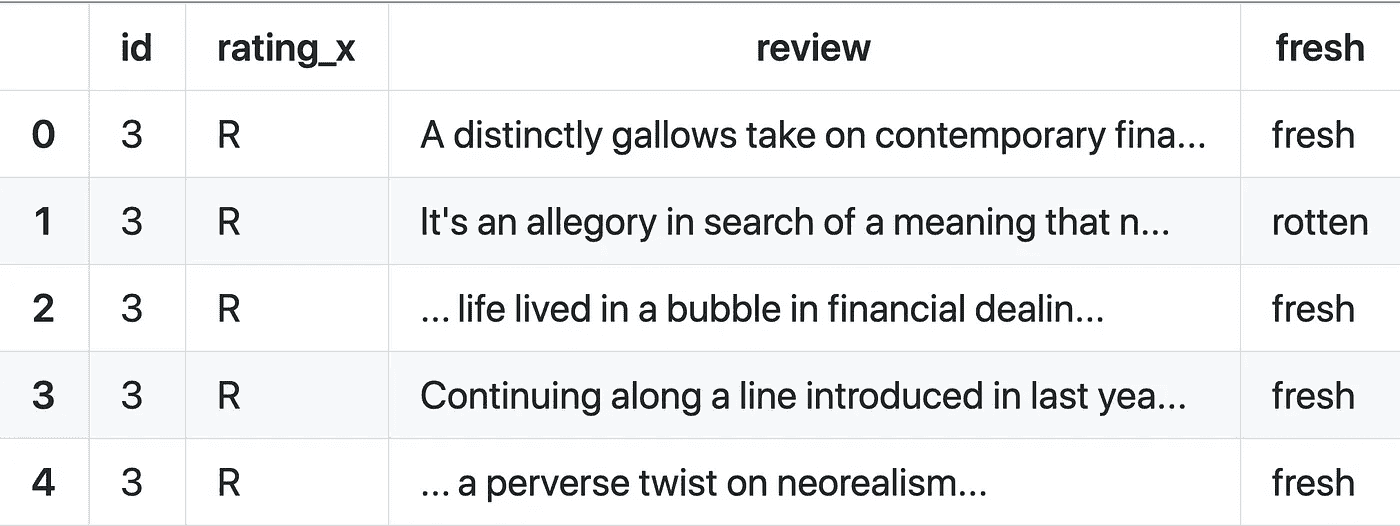 id rating_x review fresh
0 3 R A distinctly gallows take on contemporary fina... fresh
1 3 R It's an allegory in search of a meaning that n... rotten
2 3 R ... life lived in a bubble in financial dealin... fresh
3 3 R Continuing along a line introduced in last yea... fresh
4 3 R ... a perverse twist on neorealism... fresh